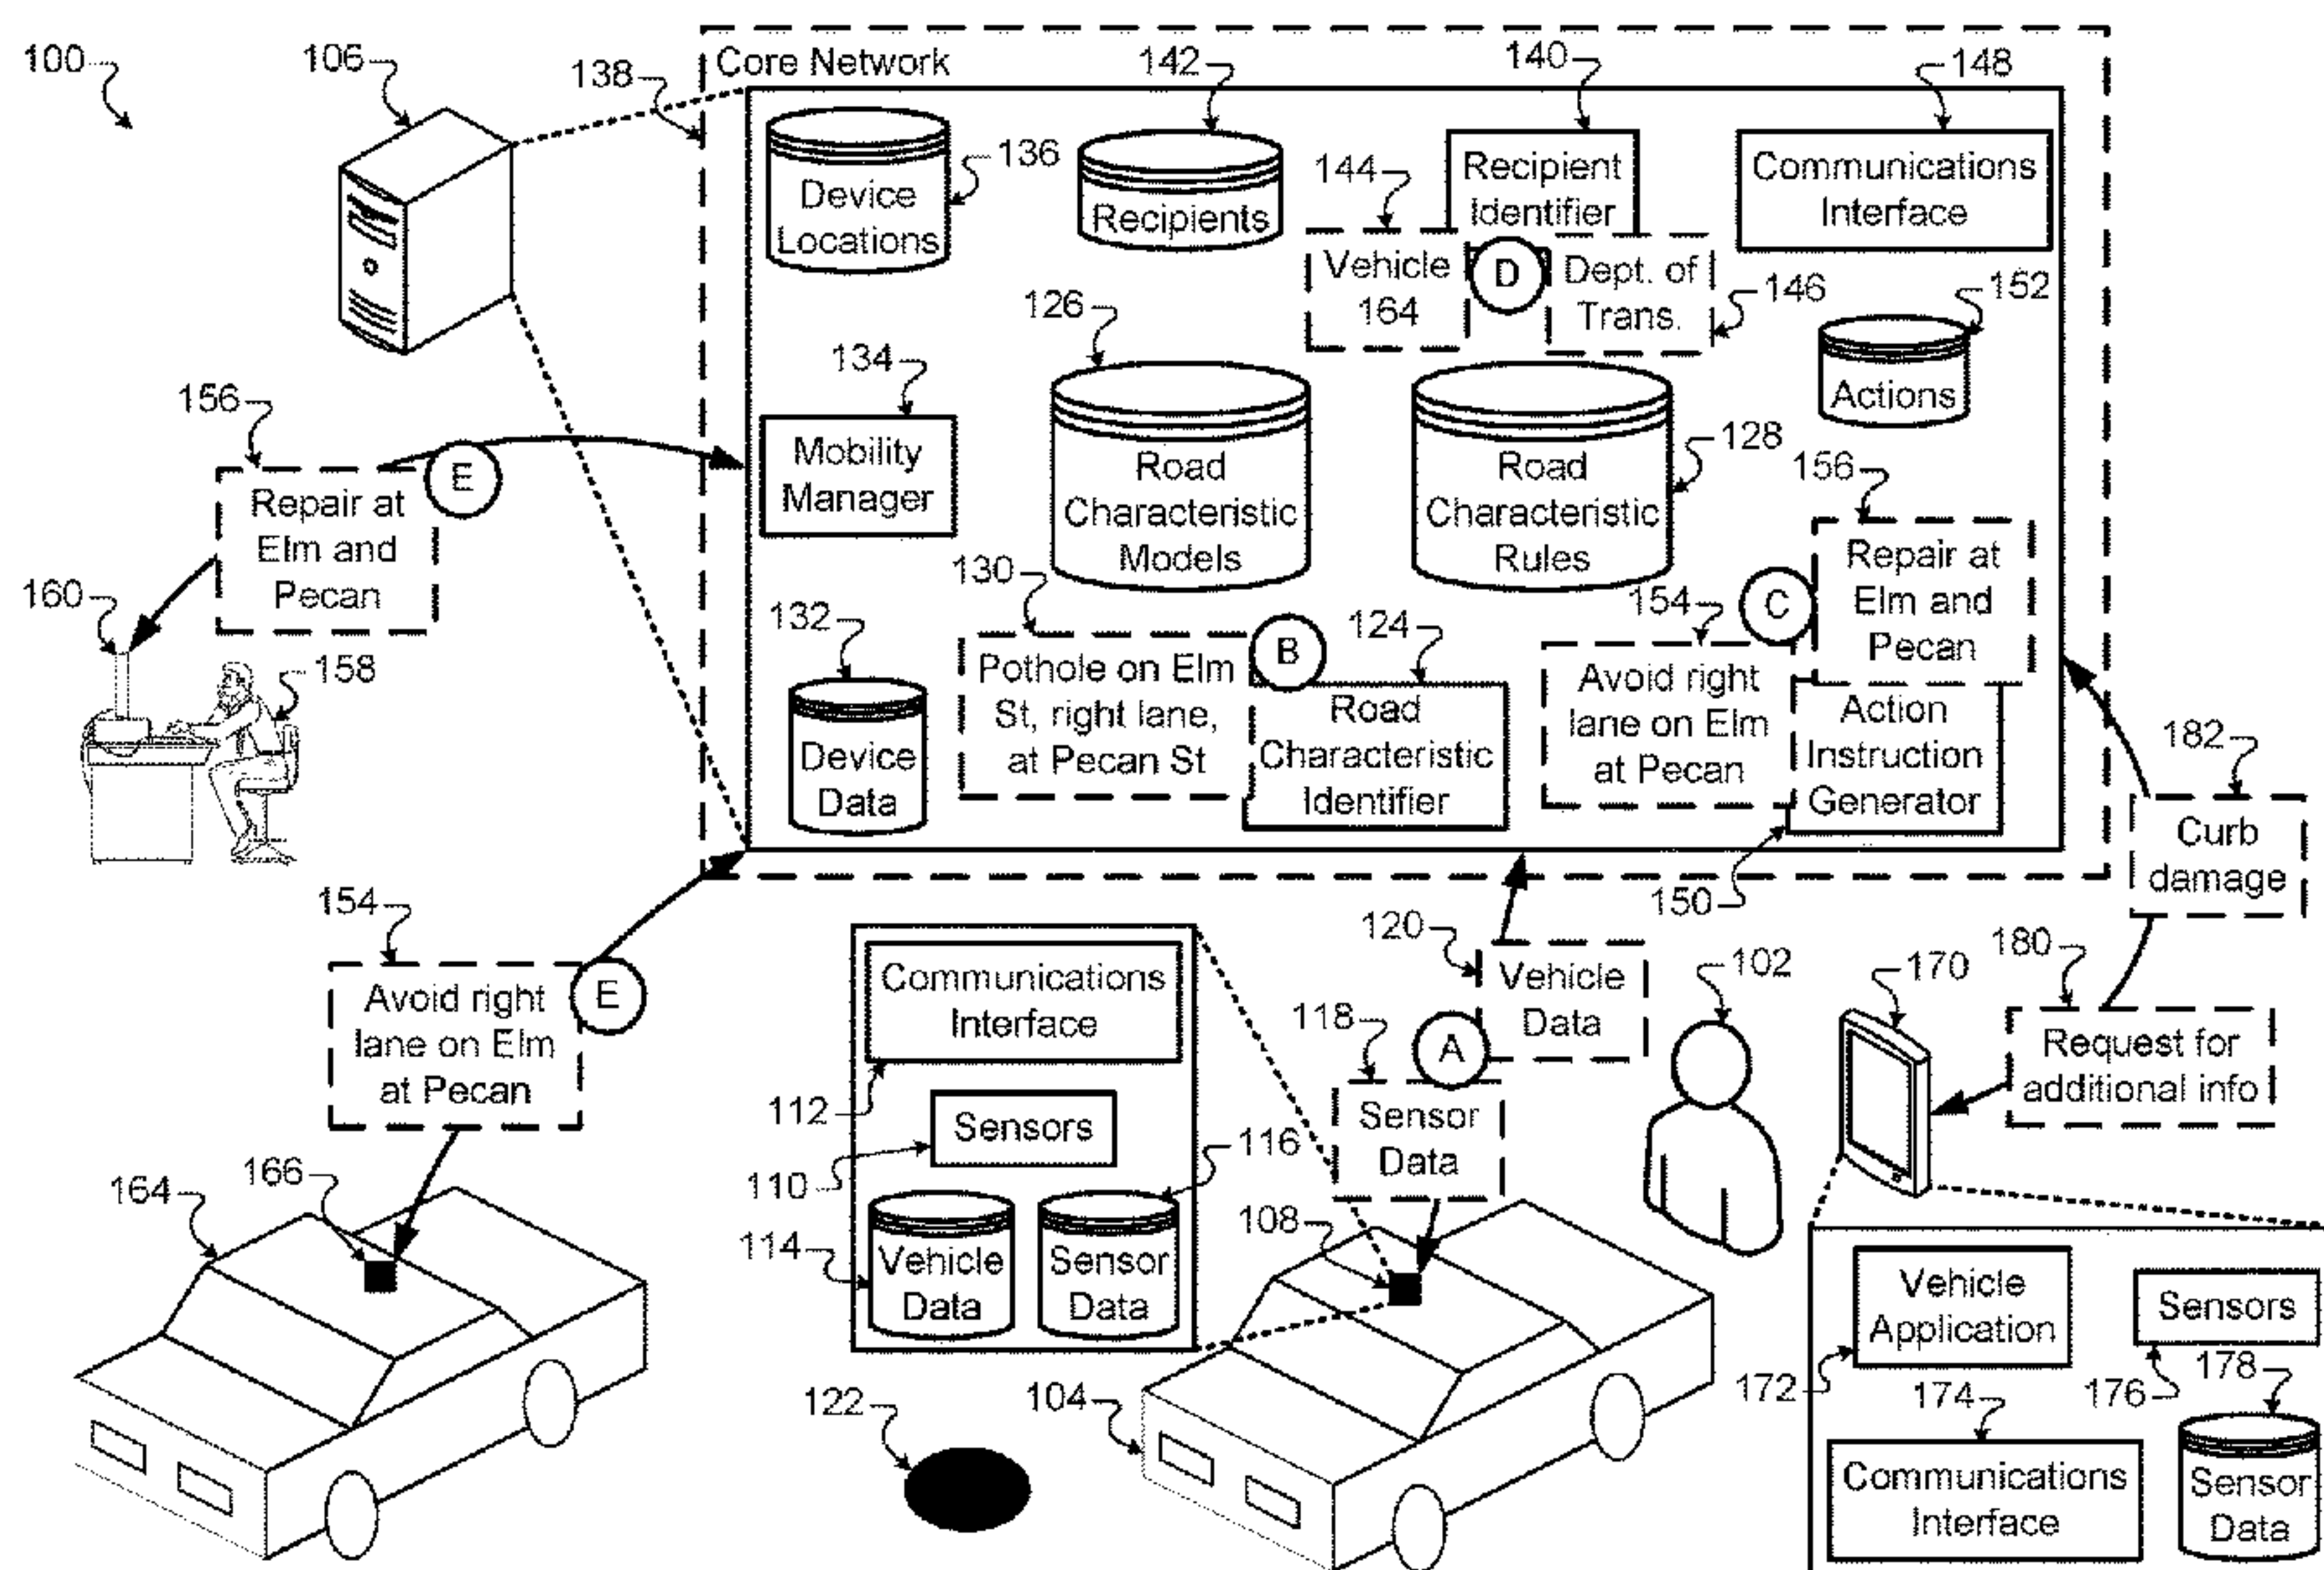 100
106
138
Core Network
142
140
148
Device
Locations
136
Recipients
144
Recipient
Identifier
Communications
Interface
Vehicle
164
D
Dept. of
Trans.
146
152
Actions
126
134
Mobility
Manager
Road
Characteristic
Models
Road
Characteristic
Rules
128
156
Repair at
Elm and
Pecan
E
156
Repair at
Elm and
Pecan
C
160
158
132
Device
Data
130
Pothole on Elm
St, right lane,
at Pecan St
B
124
Road
Characteristic
Identifier
154
Avoid right
lane on Elm
at Pecan
Action
Instruction
Generator
150
182
Curb
damage
154
Avoid right
lane on Elm
at Pecan
E
Communications
Interface
112
Sensors
110
116
114
Vehicle
Data
Sensor
Data
120
Vehicle
Data
118
A
Sensor
Data
102
170
180
Request for
additional info
164
166
108
122
104
Vehicle
Application
172
Sensors
176
178
174
Communications
Interface
Sensor
Data